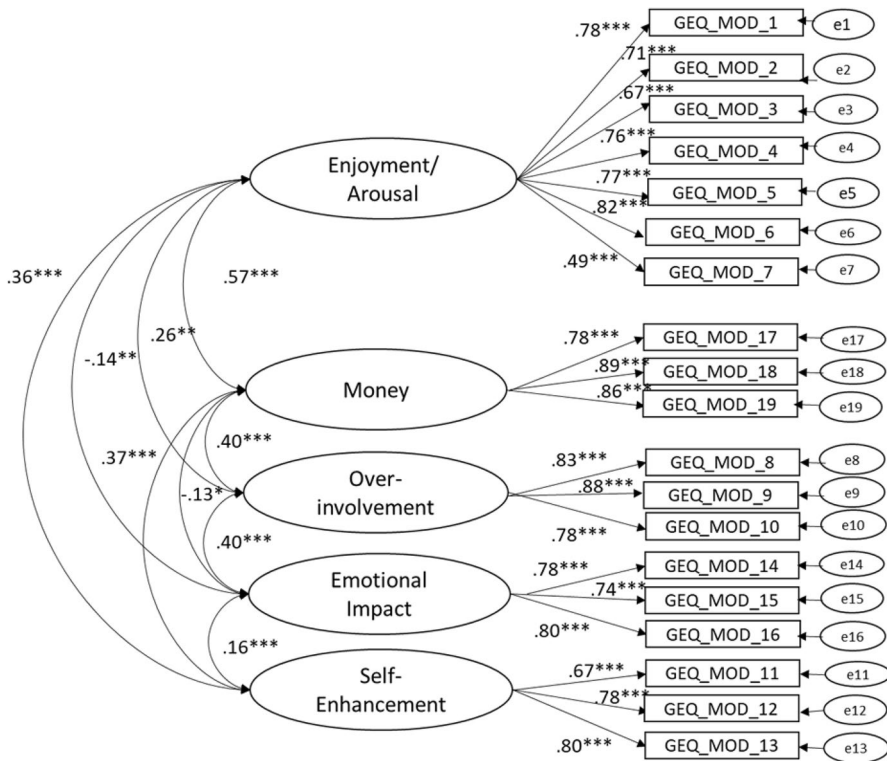 .78***
GEQ_MOD_1
e1
.71***
GEQ_MOD_2
e2
.67***
GEQ_MOD_3
e3
.76***
GEQ_MOD_4
e4
.77***
GEQ_MOD_5
e5
.82***
GEQ_MOD_6
e6
.49***
GEQ_MOD_7
e7
Enjoyment/
Arousal
.36***
-.14**
.26**
.57***
.78***
GEQ_MOD_17
e17
.89***
GEQ_MOD_18
e18
.86***
GEQ_MOD_19
e19
Money
.37***
.40***
-.13*
.83***
GEQ_MOD_8
e8
.88***
GEQ_MOD_9
e9
.78***
GEQ_MOD_10
e10
Over-
involvement
.40***
.78***
GEQ_MOD_14
e14
.74***
GEQ_MOD_15
e15
.80***
GEQ_MOD_16
e16
Emotional
Impact
.16***
.67***
GEQ_MOD_11
e11
.78***
GEQ_MOD_12
e12
.80***
GEQ_MOD_13
e13
Self-
Enhancement